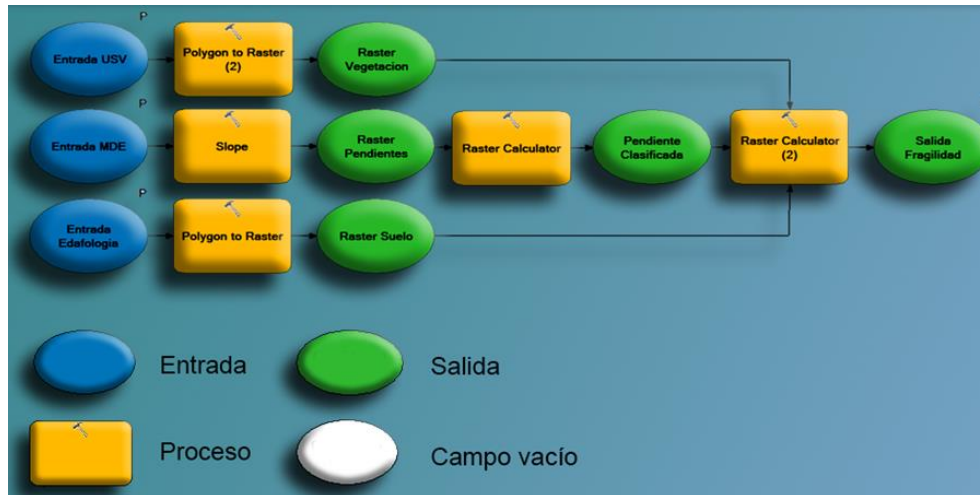 P
Entrada USV
Polygon to Raster
(2)
Raster
Vegetacion
P
Entrada MDE
Slope
Raster
Pendientes
Raster Calculator
Pendiente
Clasificada
Raster Calculator
(2)
Salida
Fragilidad
P
Entrada
Edafologia
Polygon to Raster
Raster Suelo
Entrada
Salida
Proceso
Campo vacío